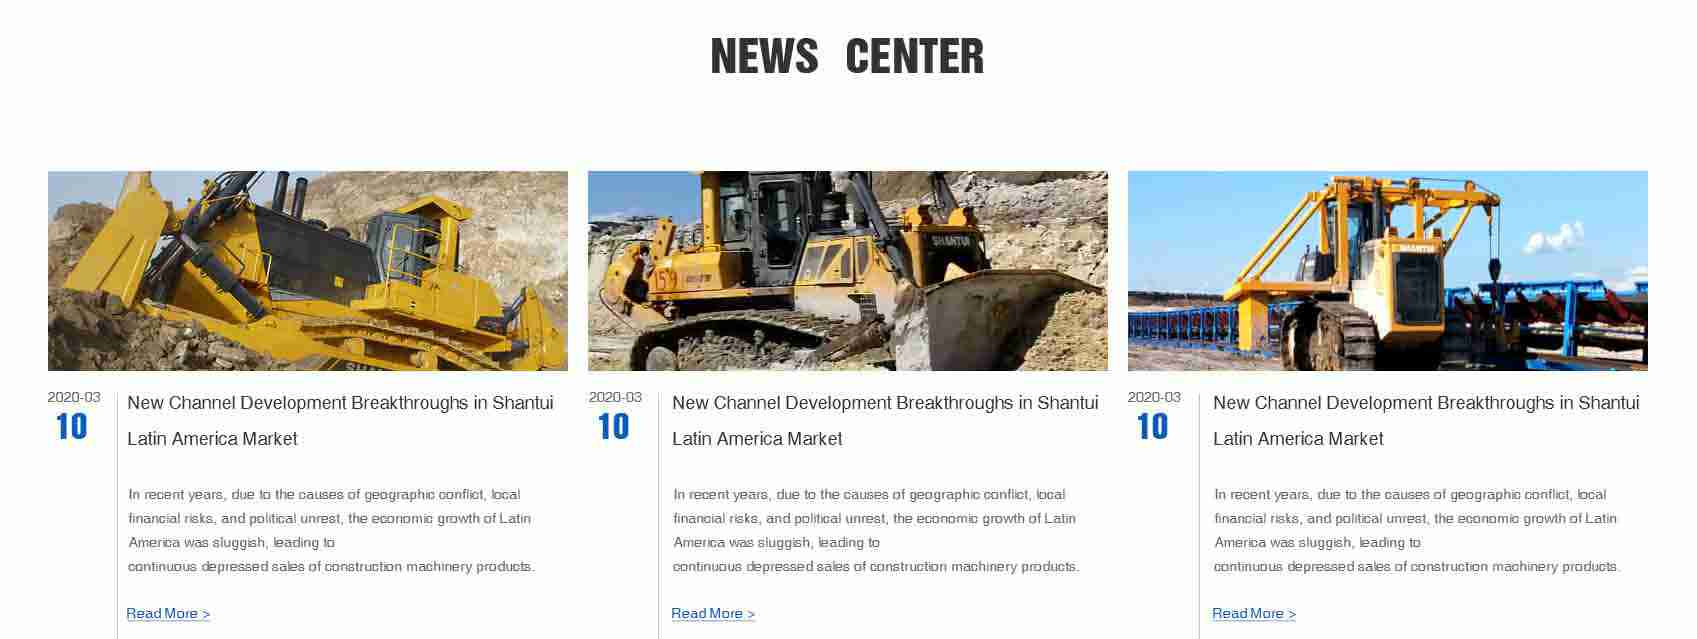 NEWS CENTER
159
SHANTUI
SHANTUI
2020-03
10
New Channel Development Breakthroughs in Shantui
Latin America Market
In recent years, due to the causes of geographic conflict, local
financial risks, and political unrest, the economic growth of Latin
America was sluggish, leading to
continuous depressed sales of construction machinery products.
Read More >
2020-03
10
New Channel Development Breakthroughs in Shantui
Latin America Market
In recent years, due to the causes of geographic conflict, local
financial risks, and political unrest, the economic growth of Latin
America was sluggish, leading to
continuous depressed sales of construction machinery products.
Read More >
2020-03
10
New Channel Development Breakthroughs in Shantui
Latin America Market
In recent years, due to the causes of geographic conflict, local
financial risks, and political unrest, the economic growth of Latin
America was sluggish, leading to
continuous depressed sales of construction machinery products.
Read More >